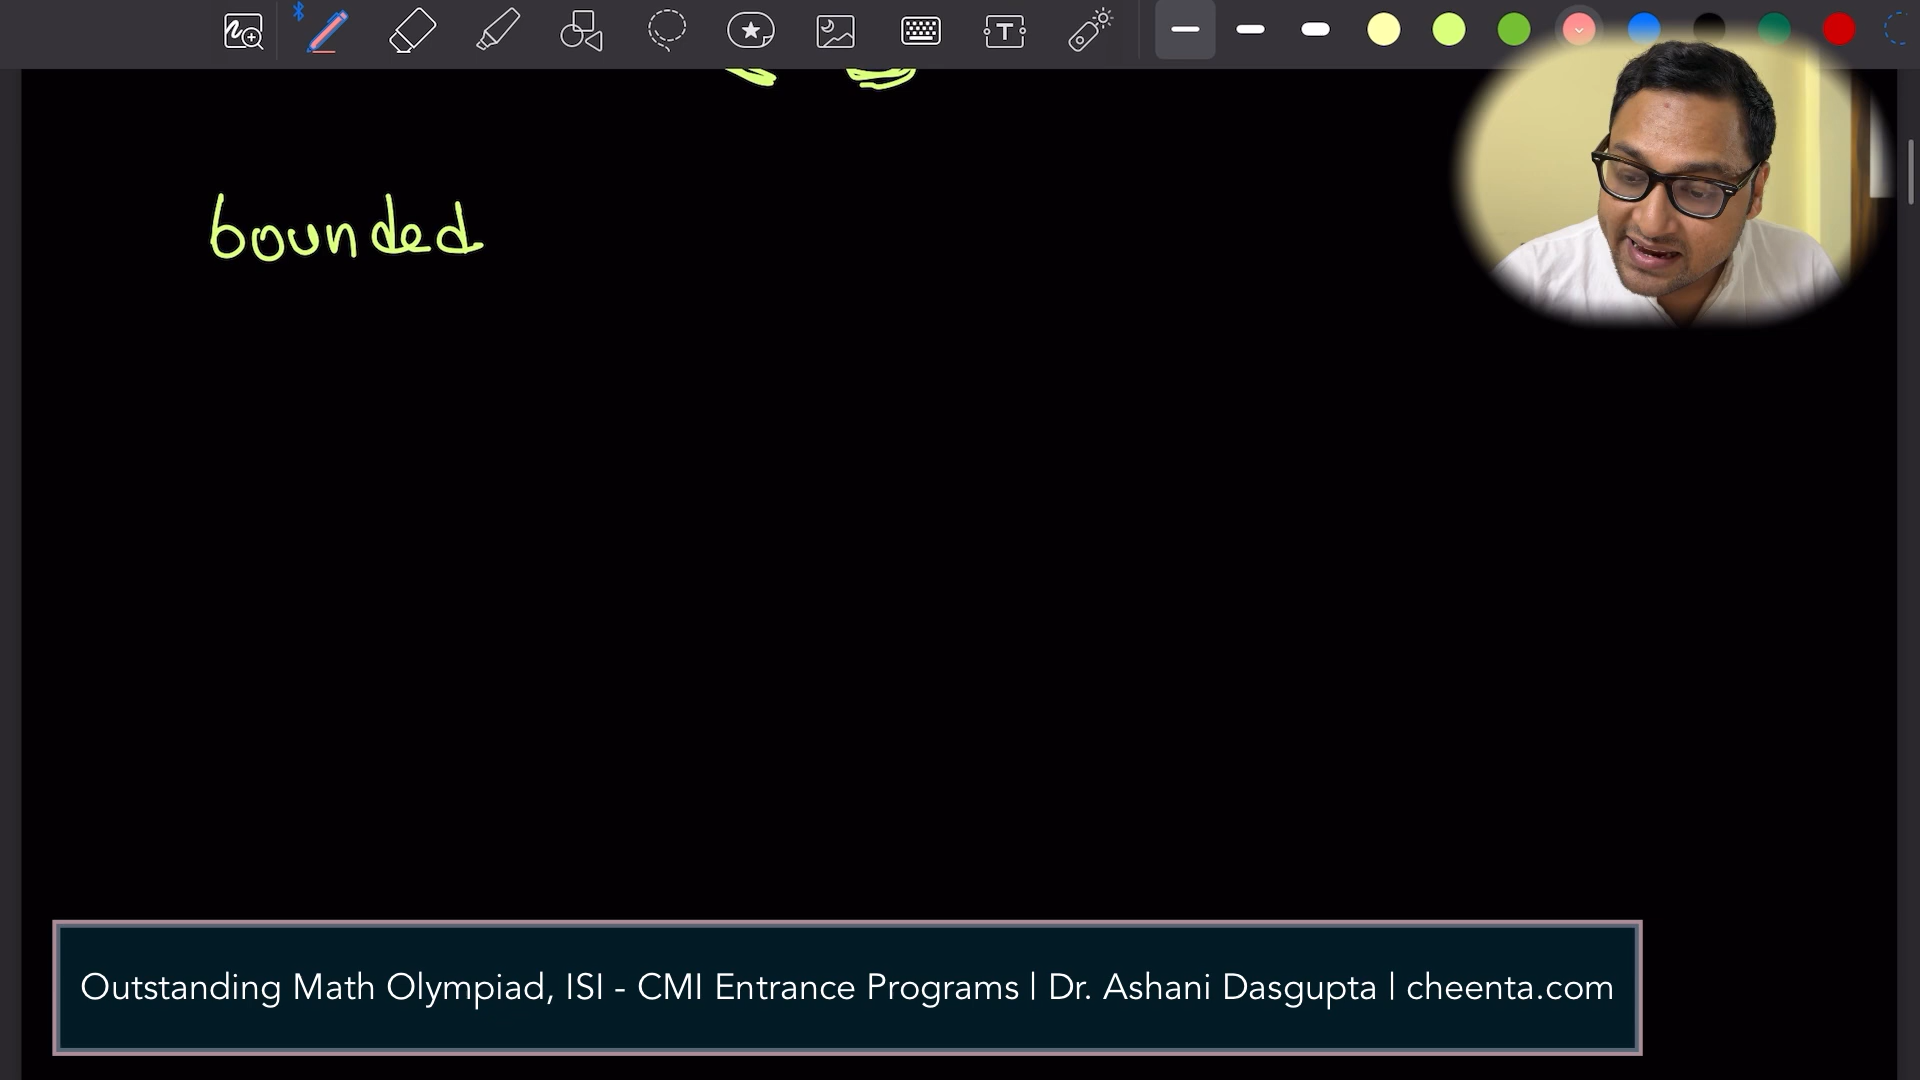 bounded
Outstanding Math Olympiad, ISI - CMI Entrance Programs | Dr. Ashani Dasgupta | cheenta.com